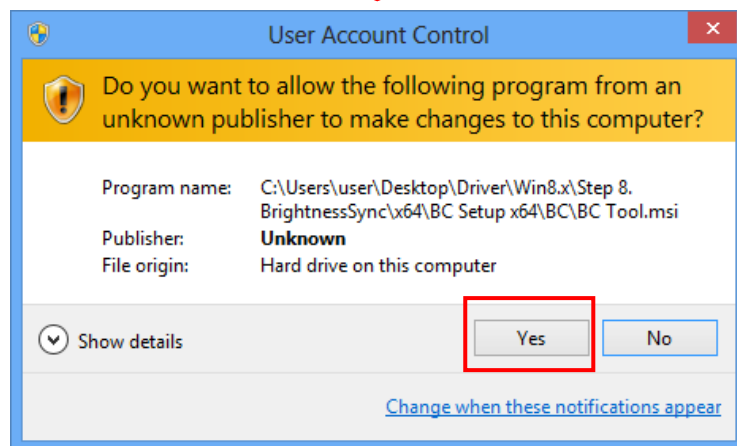 User Account Control
Do you want to allow the following program from an
unknown publisher to make changes to this computer?
Program name: C:\Users\user\Desktop\Driver\Win8.x\Step 8.
BrightnessSync\x64\BC Setup x64\BC\BC Tool.msi
Publisher: Unknown
File origin: Hard drive on this computer
Show details Yes No
Change when these notifications appear